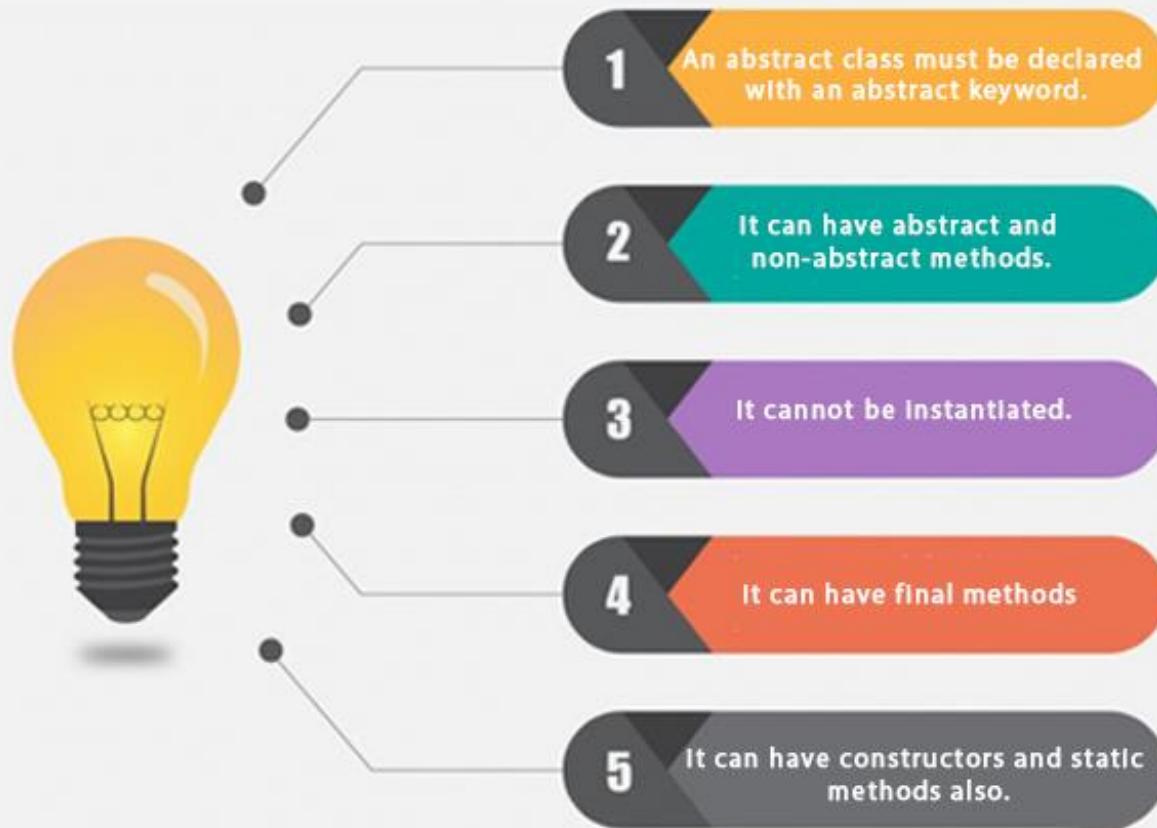 1
An abstract class must be declared
with an abstract keyword.
2
It can have abstract and
non-abstract methods.
3
It cannot be instantiated.
4
It can have final methods
5
It can have constructors and static
methods also.